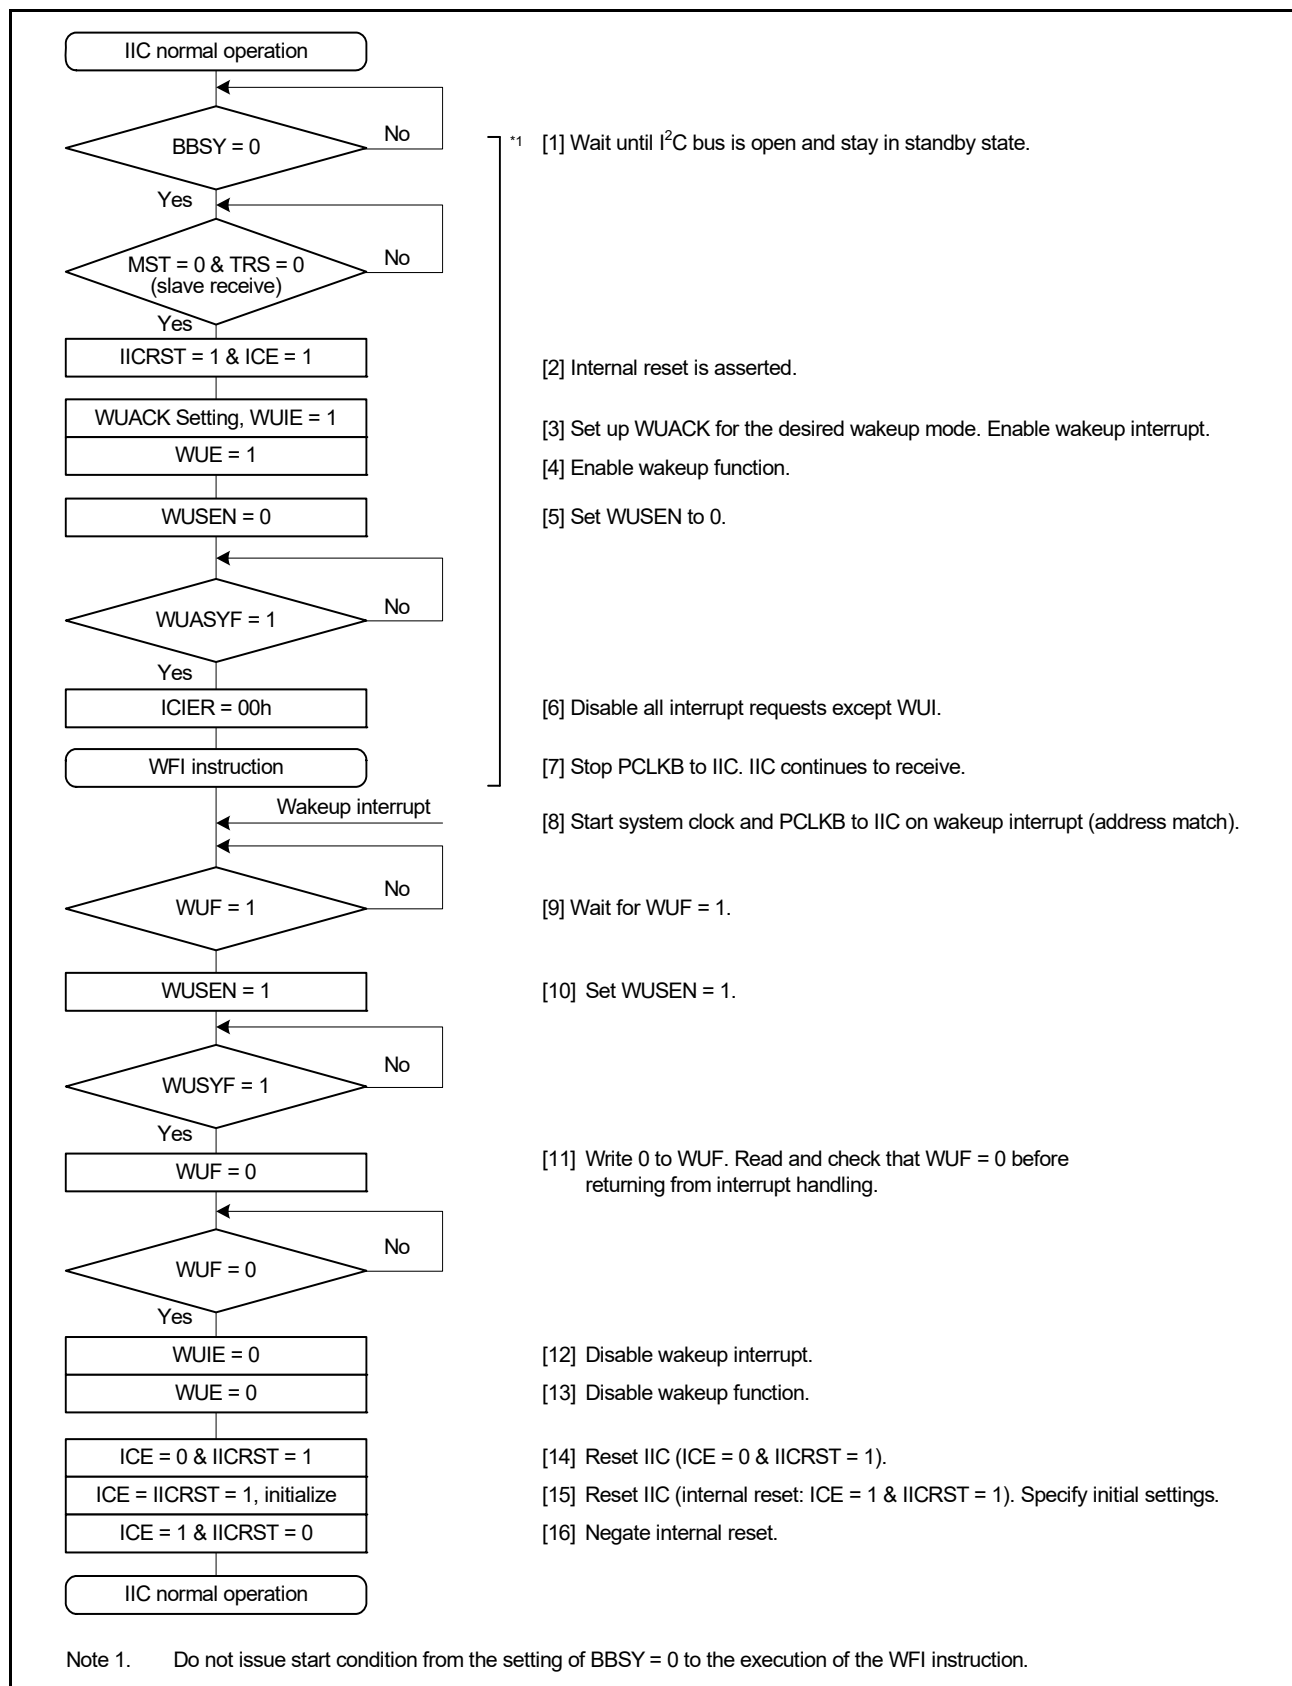 IIC normal operation
BBSY = 0
No
*1
[1] Wait until I²C bus is open and stay in standby state.
Yes
MST = 0 & TRS = 0
(slave receive)
No
Yes
IICRST = 1 & ICE = 1
[2] Internal reset is asserted.
WUACK Setting, WUIE = 1
[3] Set up WUACK for the desired wakeup mode. Enable wakeup interrupt.
WUE = 1
[4] Enable wakeup function.
WUSEN = 0
[5] Set WUSEN to 0.
WUASYF = 1
No
Yes
ICIER = 00h
[6] Disable all interrupt requests except WUI.
WFI instruction
[7] Stop PCLKB to IIC. IIC continues to receive.
Wakeup interrupt
[8] Start system clock and PCLKB to IIC on wakeup interrupt (address match).
WUF = 1
No
[9] Wait for WUF = 1.
WUSEN = 1
[10] Set WUSEN = 1.
WUSYF = 1
No
Yes
WUF = 0
[11] Write 0 to WUF. Read and check that WUF = 0 before
returning from interrupt handling.
WUF = 0
No
Yes
WUIE = 0
[12] Disable wakeup interrupt.
WUE = 0
[13] Disable wakeup function.
ICE = 0 & IICRST = 1
[14] Reset IIC (ICE = 0 & IICRST = 1).
ICE = IICRST = 1, initialize
[15] Reset IIC (internal reset: ICE = 1 & IICRST = 1). Specify initial settings.
ICE = 1 & IICRST = 0
[16] Negate internal reset.
IIC normal operation
Note 1. Do not issue start condition from the setting of BBSY = 0 to the execution of the WFI instruction.